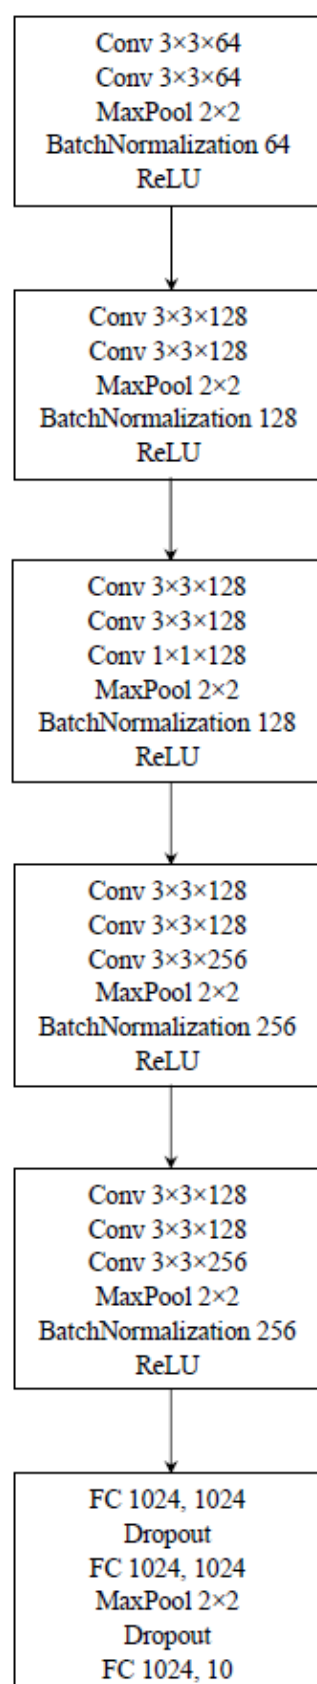 Conv 3×3×64
Conv 3×3×64
MaxPool 2×2
BatchNormalization 64
ReLU
Conv 3×3×128
Conv 3×3×128
MaxPool 2×2
BatchNormalization 128
ReLU
Conv 3×3×128
Conv 3×3×128
Conv 1×1×128
MaxPool 2×2
BatchNormalization 128
ReLU
Conv 3×3×128
Conv 3×3×128
Conv 3×3×256
MaxPool 2×2
BatchNormalization 256
ReLU
Conv 3×3×128
Conv 3×3×128
Conv 3×3×256
MaxPool 2×2
BatchNormalization 256
ReLU
FC 1024, 1024
Dropout
FC 1024, 1024
MaxPool 2×2
Dropout
FC 1024, 10